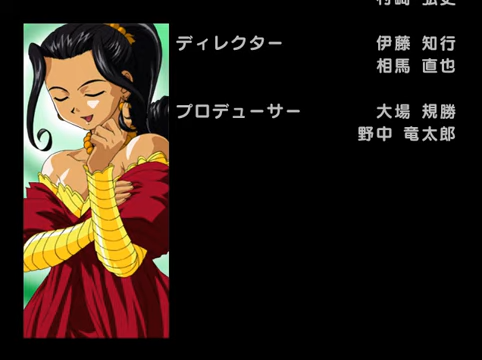 ディレクター 伊藤 知行
相馬 直也
プロデューサー 大場 規勝
野中 竜太郎